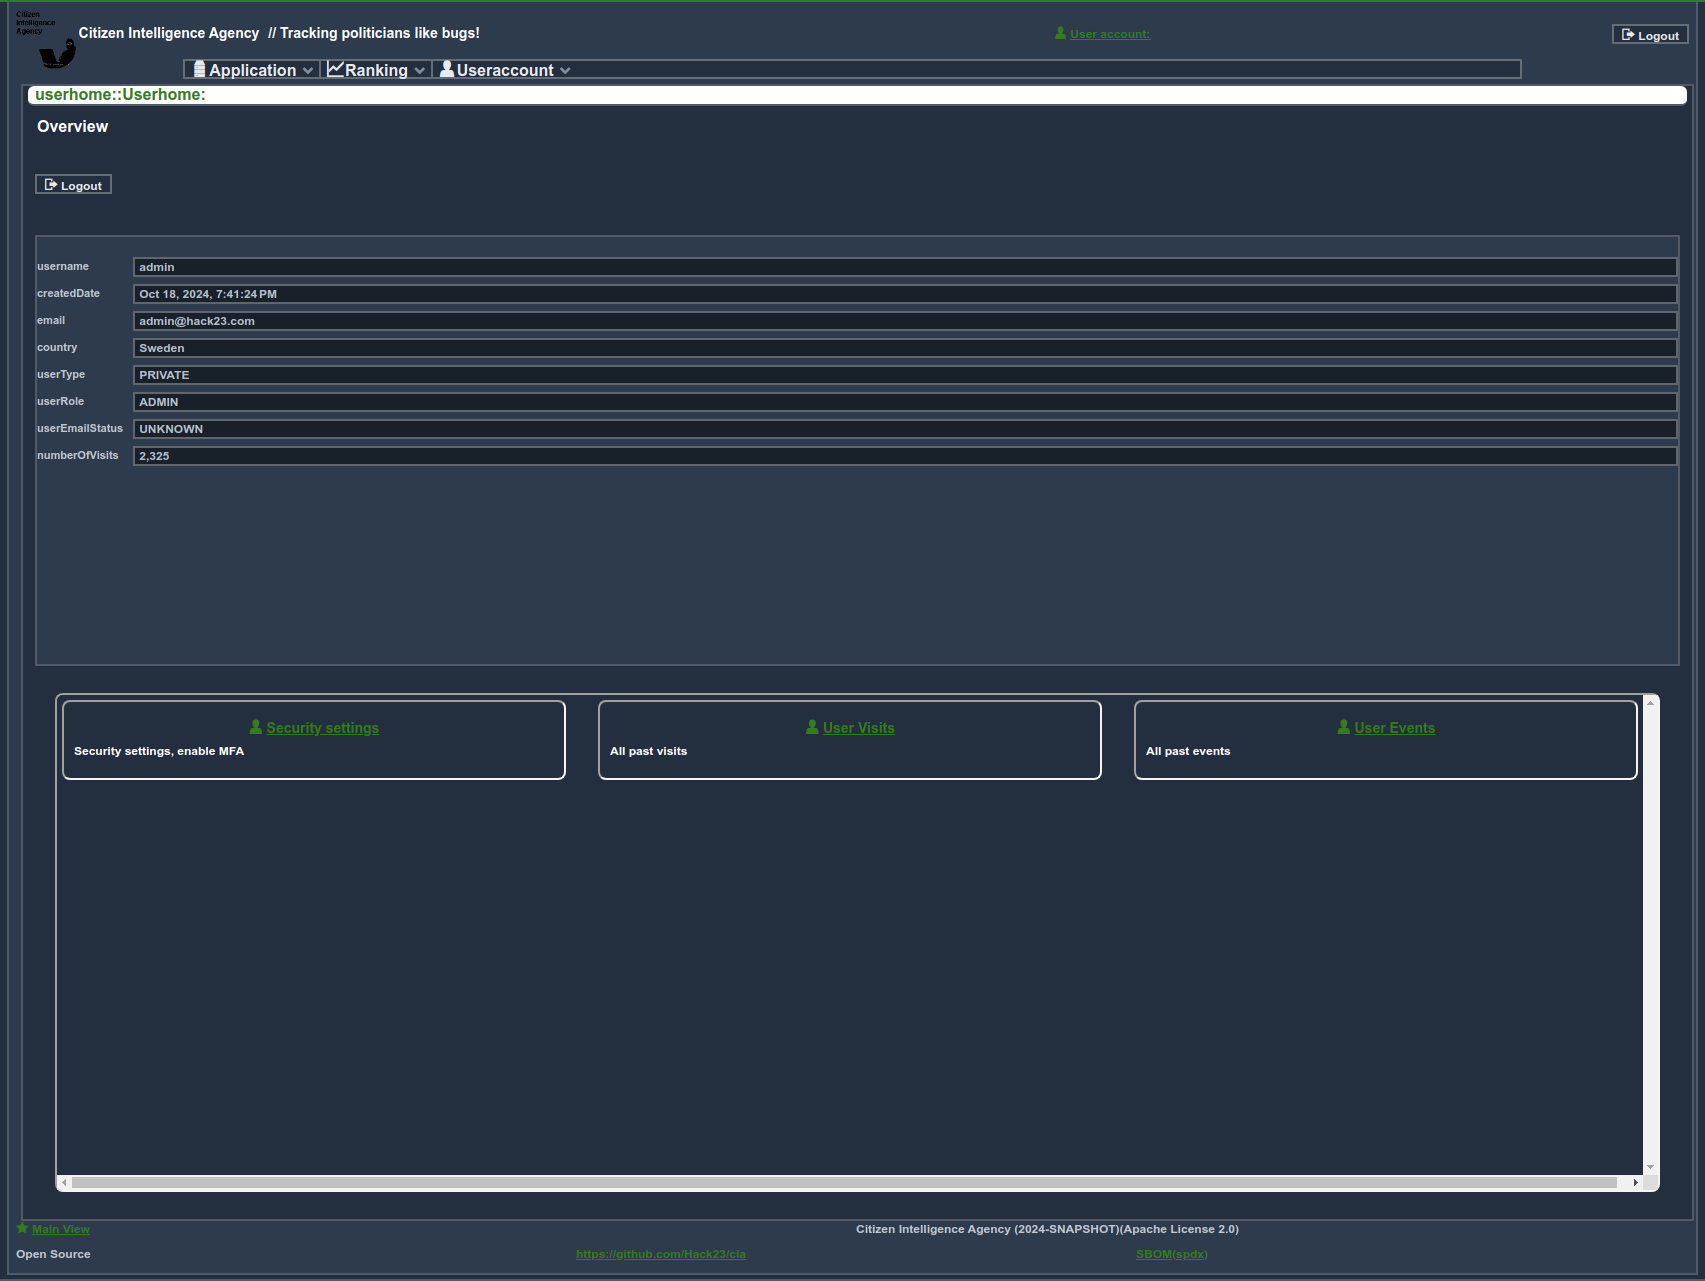 Citizen
Intelligence
Agency
Citizen Intelligence Agency // Tracking politicians like bugs!
User account:
Logout
Application
Ranking
Useraccount
userhome::Userhome:
Overview
Logout
username admin
createdDate Oct 18, 2024, 7:41:24 PM
email admin@hack23.com
country Sweden
userType PRIVATE
userRole ADMIN
userEmailStatus UNKNOWN
numberOfVisits 2,325
Security settings
Security settings, enable MFA
User Visits
All past visits
User Events
All past events
Main View
Citizen Intelligence Agency (2024-SNAPSHOT)(Apache License 2.0)
Open Source
https://github.com/Hack23/cia
SBOM(spdx)